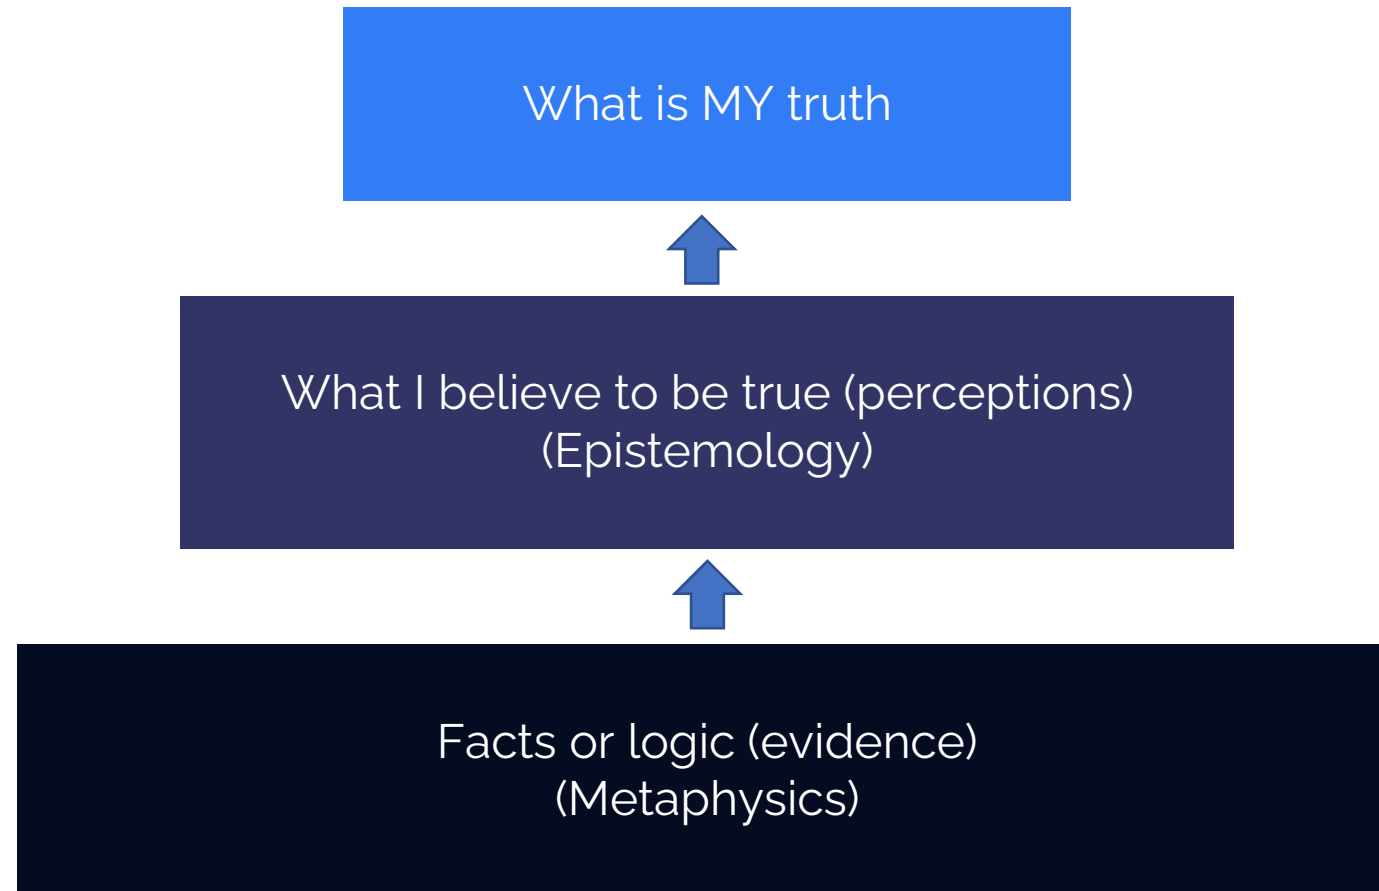 What is MY truth
What I believe to be true (perceptions)
(Epistemology)
Facts or logic (evidence)
(Metaphysics)